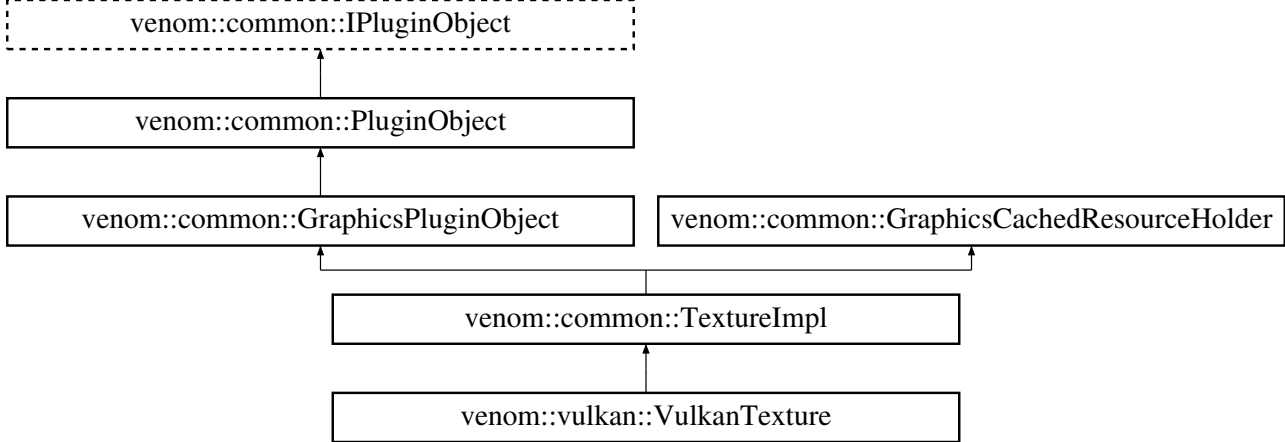 venom::common::IPluginObject
venom::common::PluginObject
venom::common::GraphicsPluginObject
venom::common::GraphicsCachedResourceHolder
venom::common::TextureImpl
venom::vulkan::VulkanTexture